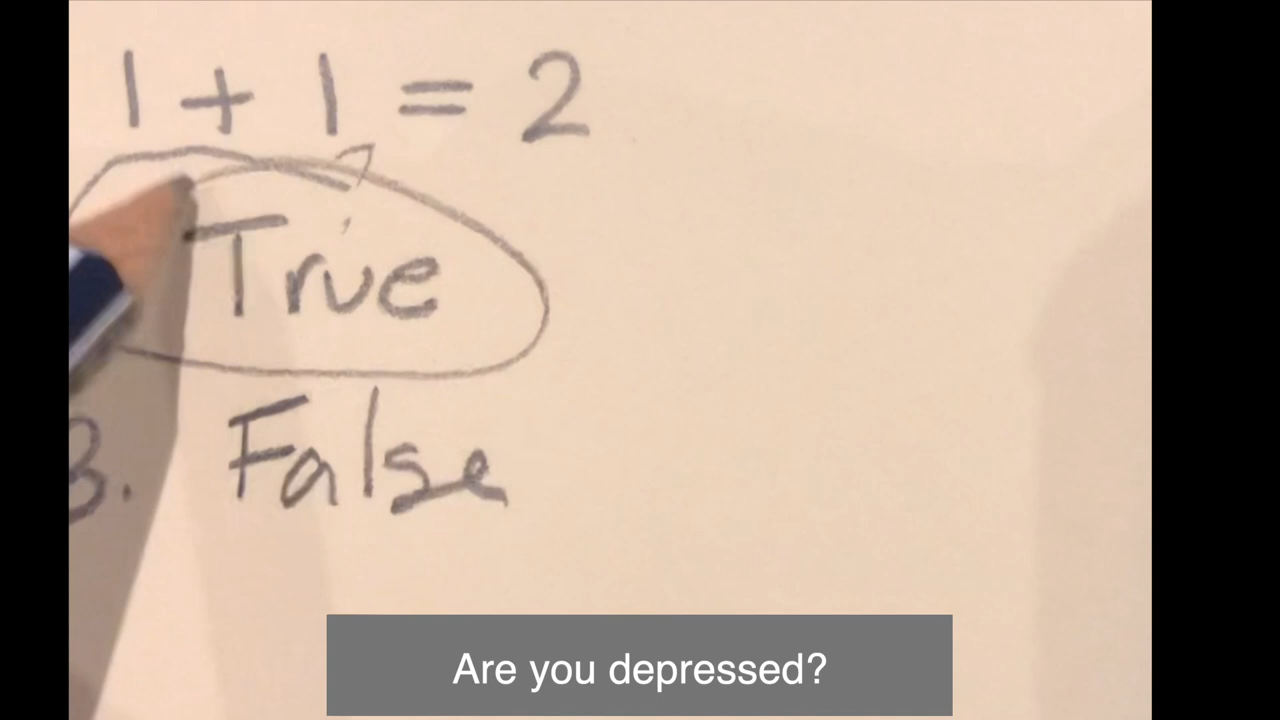 1 + 1 = 2
True
B. False
Are you depressed?